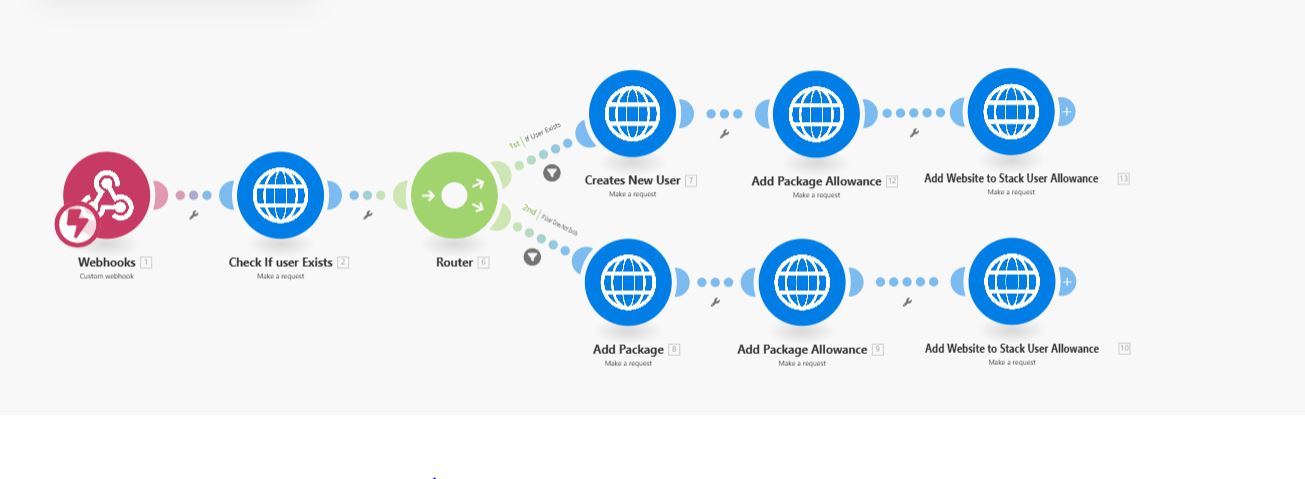 1st | If User Exists
Creates New User 7
Make a request
Add Package Allowance 12
Make a request
Add Website to Stack User Allowance 13
Make a request
Webhooks 1
Custom webhook
Check If user Exists 2
Make a request
Router 6
2nd | If User Does Not Exists
Add Package 8
Make a request
Add Package Allowance 9
Make a request
Add Website to Stack User Allowance 10
Make a request